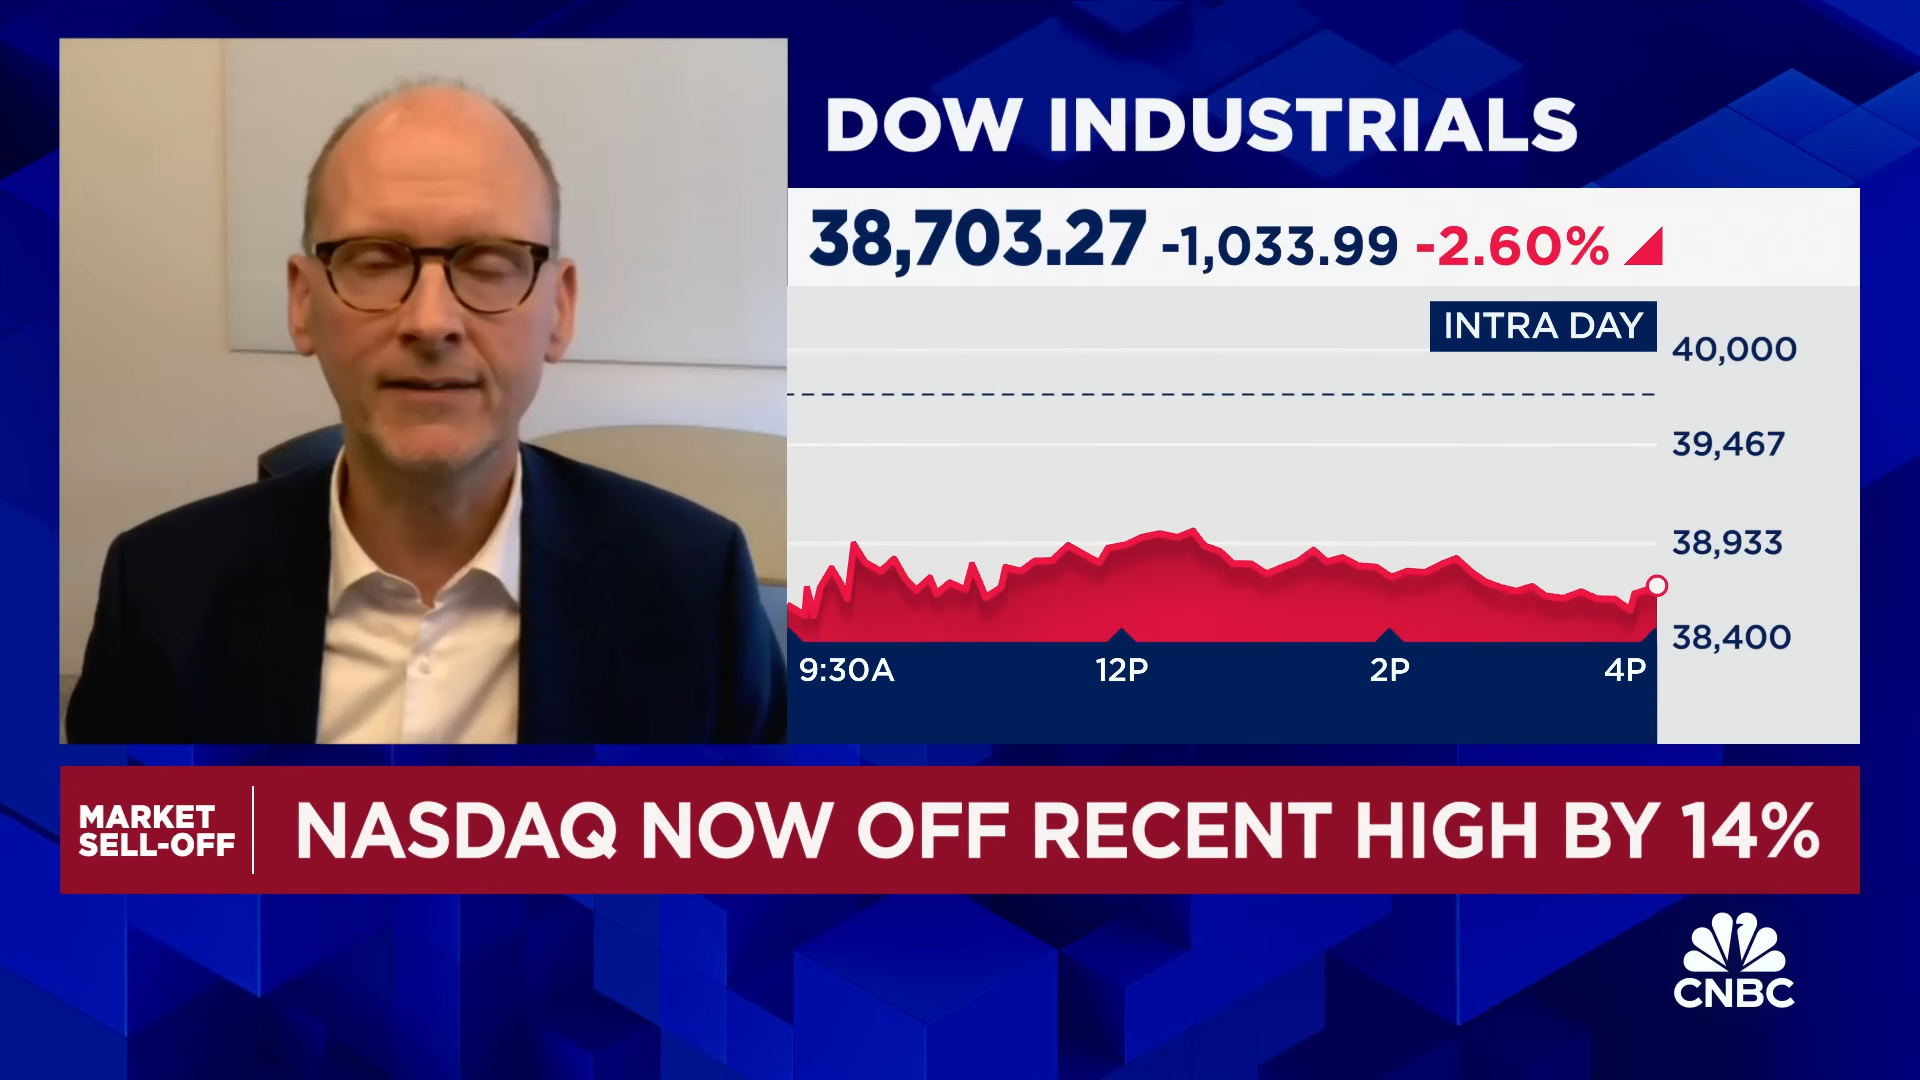 DOW INDUSTRIALS
38,703.27 -1,033.99 -2.60%
INTRA DAY
40,000
39,467
38,933
38,400
9:30A 12P 2P 4P
MARKET
SELL-OFF
NASDAQ NOW OFF RECENT HIGH BY 14%
CNBC